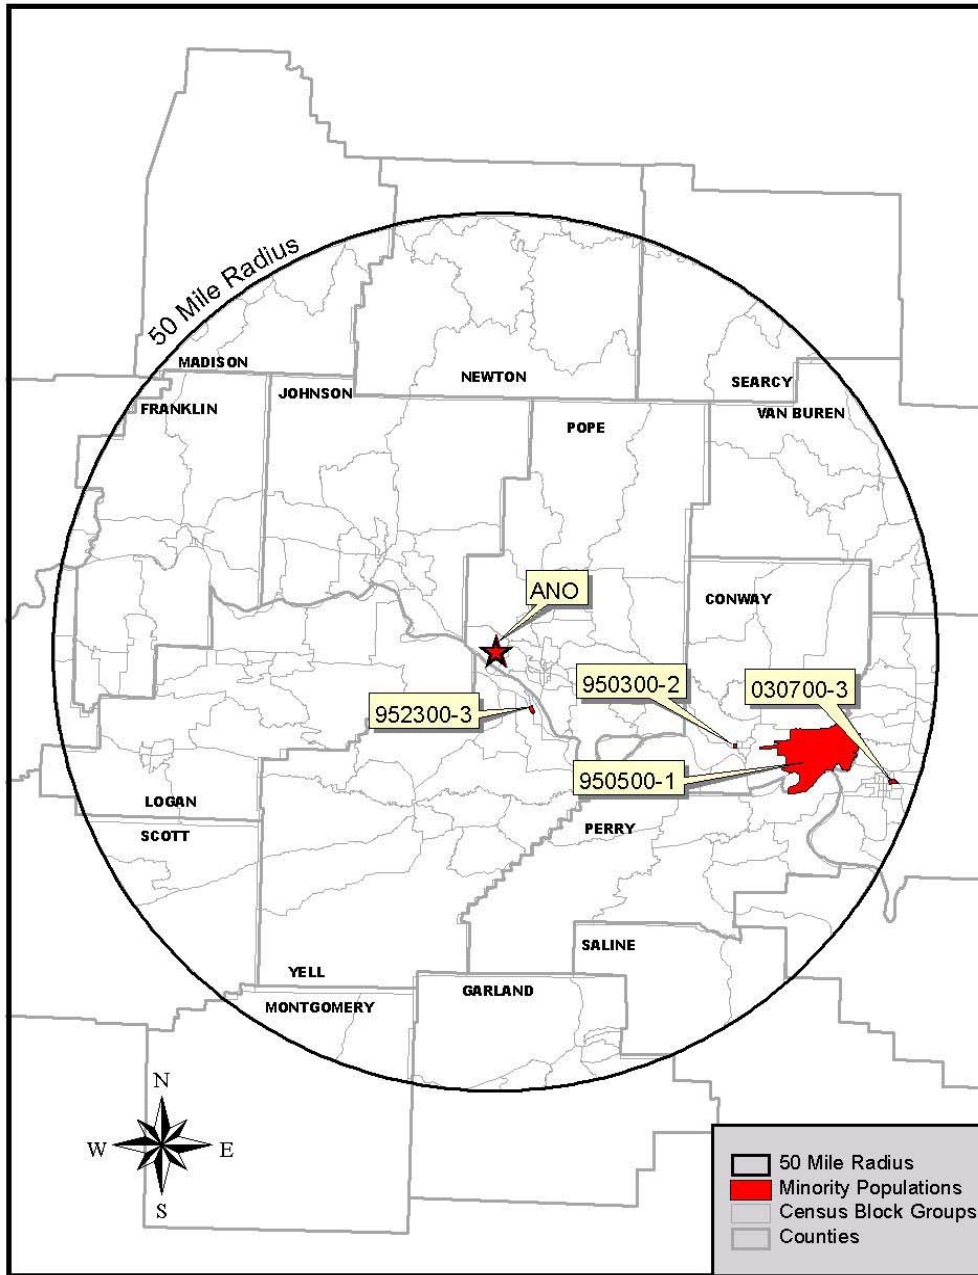 50 Mile Radius
MADISON
NEWTON
SEARCY
JOHNSON
FRANKLIN
VAN BUREN
POPE
ANO
CONWAY
950300-2
030700-3
952300-3
950500-1
LOGAN
PERRY
SCOTT
SALINE
YELL
GARLAND
MONTGOMERY
N
W E
S
50 Mile Radius
Minority Populations
Census Block Groups
Counties